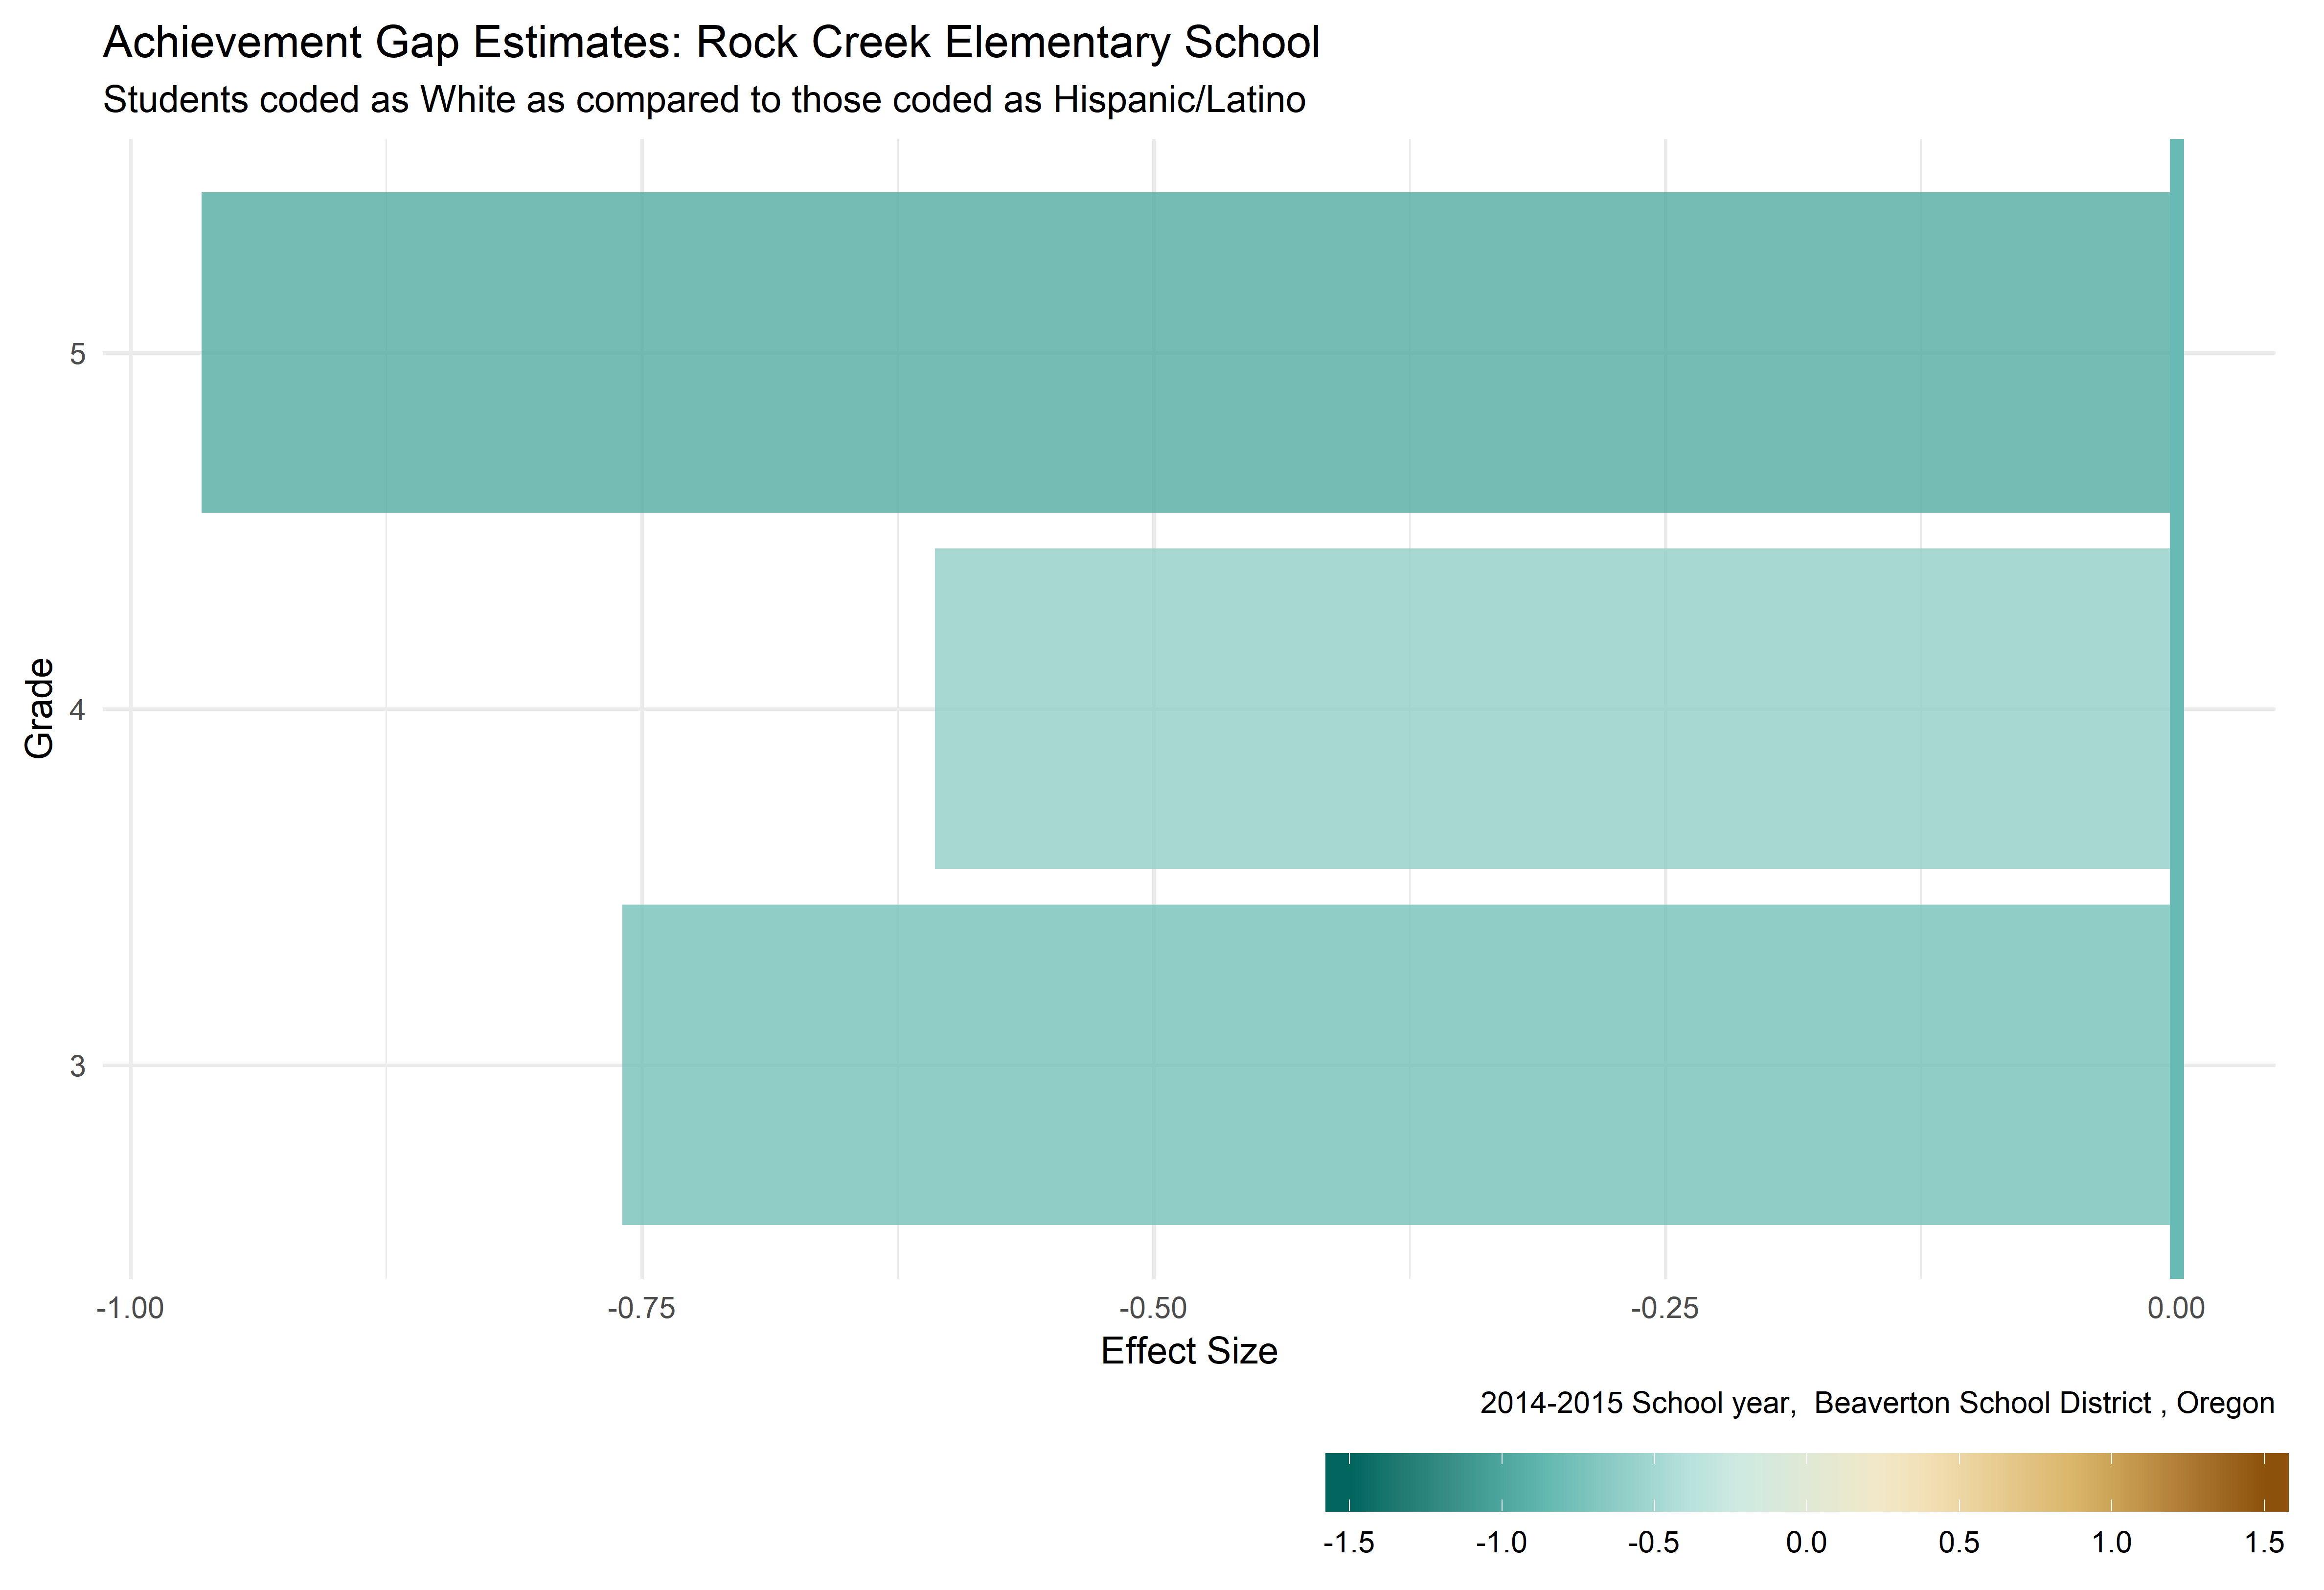 Achievement Gap Estimates: Rock Creek Elementary School
Students coded as White as compared to those coded as Hispanic/Latino
Grade
5
4
3
-1.00 -0.75 -0.50 -0.25 0.00
Effect Size
2014-2015 School year,  Beaverton School District , Oregon
-1.5 -1.0 -0.5 0.0 0.5 1.0 1.5